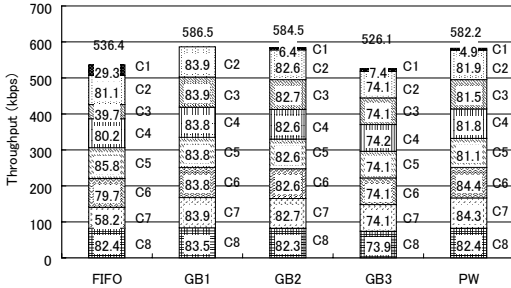 Throughput (kbps)
700
600
500
400
300
200
100
0
536.4
29.3 C1
81.1 C2
39.7 C3
80.2 C4
85.8 C5
79.7 C6
58.2 C7
82.4 C8
FIFO
586.5
83.9 C2
83.9 C3
83.8 C4
83.8 C5
83.8 C6
83.9 C7
83.5 C8
GB1
584.5
6.4 C1
82.6 C2
82.7 C3
82.6 C4
82.6 C5
82.6 C6
82.7 C7
82.3 C8
GB2
526.1
7.4 C1
74.1 C2
74.1 C3
74.2 C4
74.1 C5
74.1 C6
74.1 C7
73.9 C8
GB3
582.2
4.9 C1
81.9 C2
81.5 C3
81.8 C4
81.1 C5
84.4 C6
84.3 C7
82.4 C8
PW